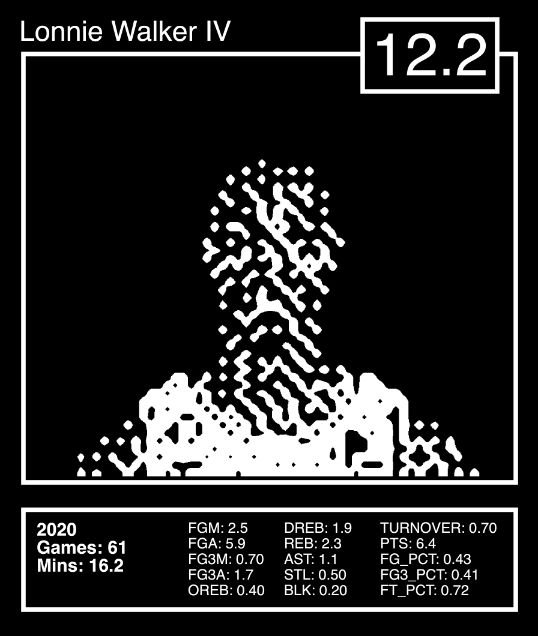 Lonnie Walker IV
12.2
2020
Games: 61
Mins: 16.2
FGM: 2.5
FGA: 5.9
FG3M: 0.70
FG3A: 1.7
OREB: 0.40
DREB: 1.9
REB: 2.3
AST: 1.1
STL: 0.50
BLK: 0.20
TURNOVER: 0.70
PTS: 6.4
FG_PCT: 0.43
FG3_PCT: 0.41
FT_PCT: 0.72